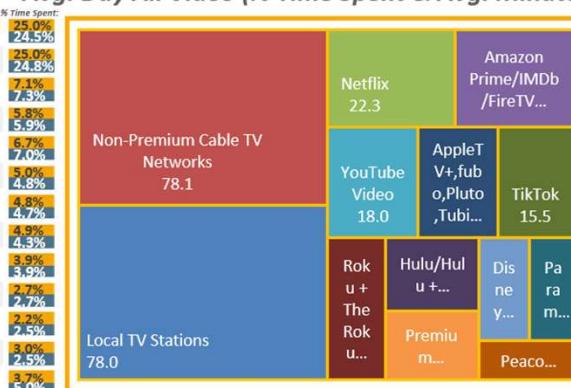 % Time Spent:
25.0%
24.5%
25.0%
24.8%
7.1%
7.3%
5.8%
5.9%
6.7%
7.0%
5.0%
4.8%
4.8%
4.7%
4.9%
4.3%
3.9%
3.9%
2.7%
2.7%
2.2%
2.5%
3.0%
2.5%
3.7%
Non-Premium Cable TV
Networks
78.1
Local TV Stations
78.0
Netflix
22.3
Amazon
Prime/IMDb
/FireTV...
YouTube
Video
18.0
AppleT
V+,fub
o,Pluto
,Tubi...
TikTok
15.5
Rok
u +
The
Rok
u...
Hulu/Hul
u +...
Premiu
m...
Dis
ne
y...
Pa
ra
m...
Peaco...